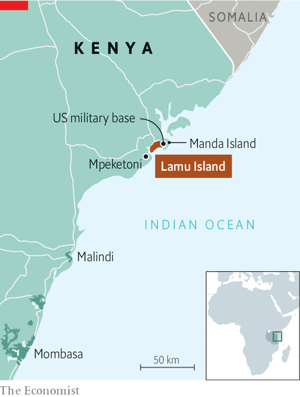 SOMALIA
KENYA
US military base
Manda Island
Mpeketoni
Lamu Island
INDIAN OCEAN
Malindi
Mombasa
50 km
The Economist